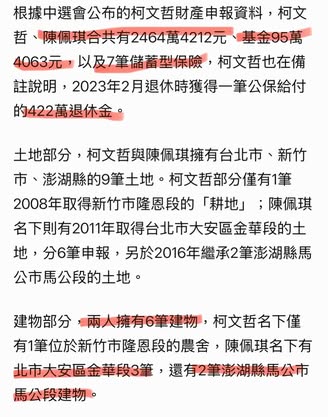 根據中選會公布的柯文哲財產申報資料，柯文
哲、陳佩琪合共有2464萬4212元、基金95萬
4063元，以及7筆儲蓄型保險，柯文哲也在備
註說明，2023年2月退休時獲得一筆公保給付
的422萬退休金。
土地部分，柯文哲與陳佩琪擁有台北市、新竹
市、澎湖縣的9筆土地。柯文哲部分僅有1筆
2008年取得新竹市隆恩段的「耕地」；陳佩琪
名下則有2011年取得台北市大安區金華段的土
地，分6筆申報，另於2016年繼承2筆澎湖縣馬
公市馬公段的土地。
建物部分，兩人擁有6筆建物，柯文哲名下僅
有1筆位於新竹市隆恩段的農舍，陳佩琪名下有
北市大安區金華段3筆，還有2筆澎湖縣馬公市
馬公段建物。